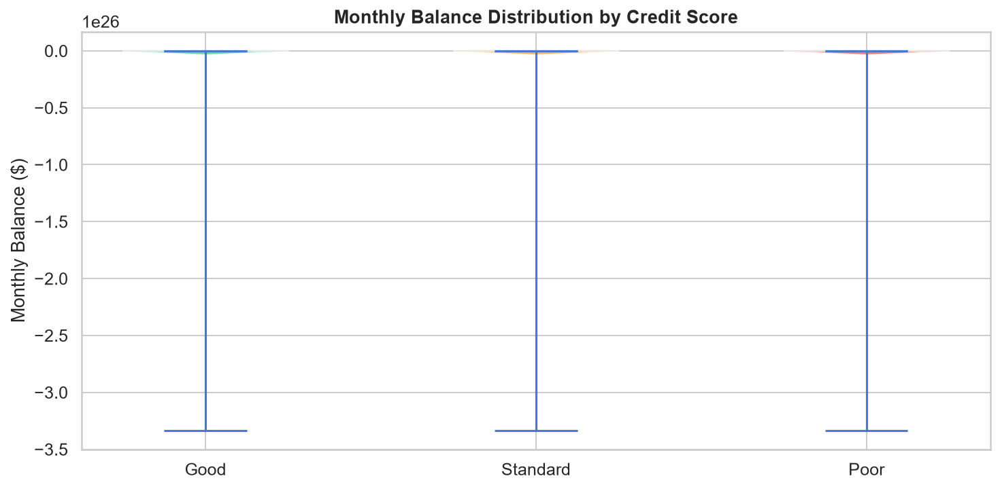 Monthly Balance Distribution by Credit Score
1e26
0.0
−0.5
−1.0
−1.5
−2.0
−2.5
−3.0
−3.5
Monthly Balance ($)
Good
Standard
Poor